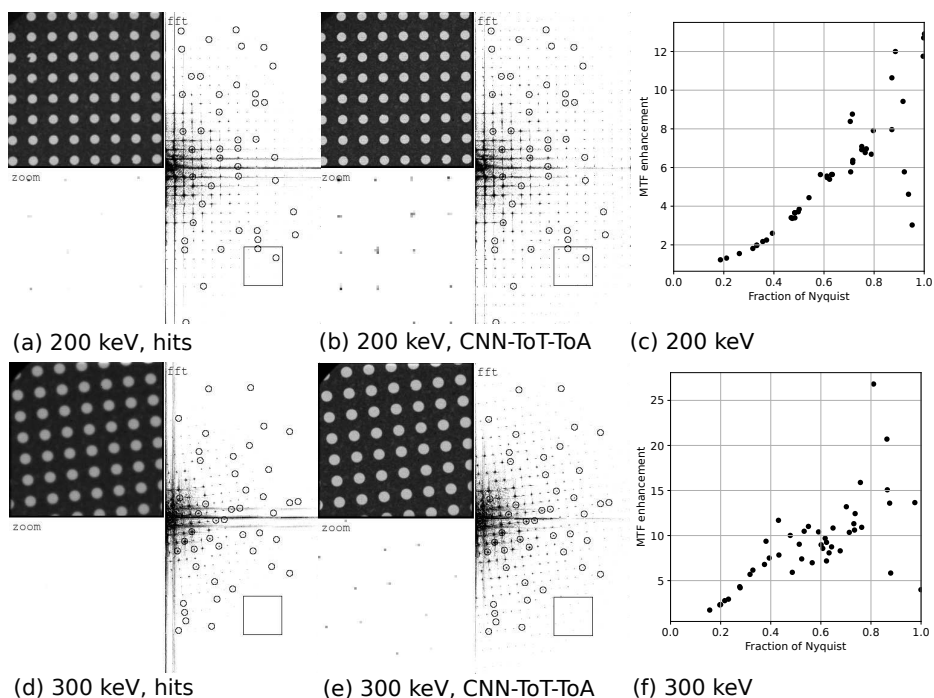 fft
fft
zoom
zoom
12
10
8
6
4
2
MTF enhancement
0.0 0.2 0.4 0.6 0.8 1.0
Fraction of Nyquist
(a) 200 keV, hits
(b) 200 keV, CNN-ToT-ToA
(c) 200 keV
fft
fft
zoom
zoom
25
20
15
10
5
MTF enhancement
0.0 0.2 0.4 0.6 0.8 1.0
Fraction of Nyquist
(d) 300 keV, hits
(e) 300 keV, CNN-ToT-ToA
(f) 300 keV